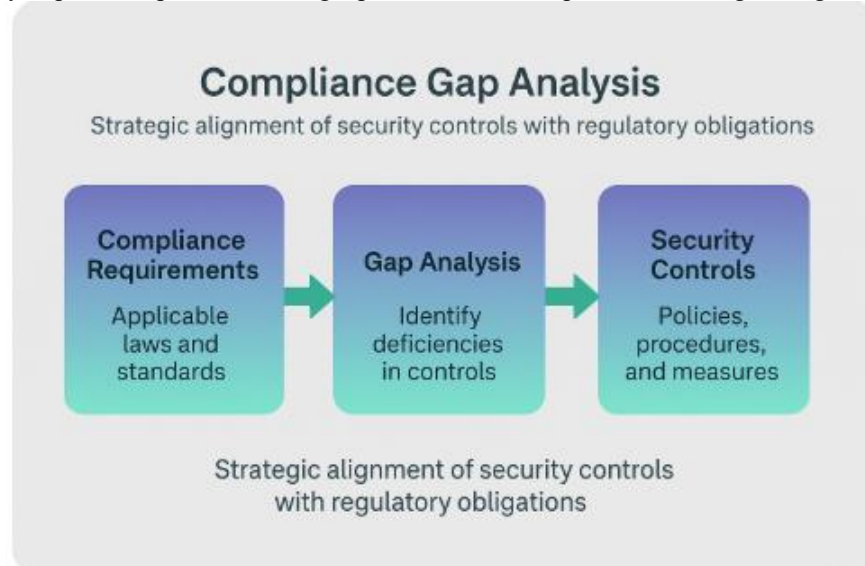 Compliance Gap Analysis
Strategic alignment of security controls with regulatory obligations
Compliance
Requirements
Applicable
laws and
standards
Gap Analysis
Identify
deficiencies
in controls
Security
Controls
Policies,
procedures,
and measures
Strategic alignment of security controls
with regulatory obligations